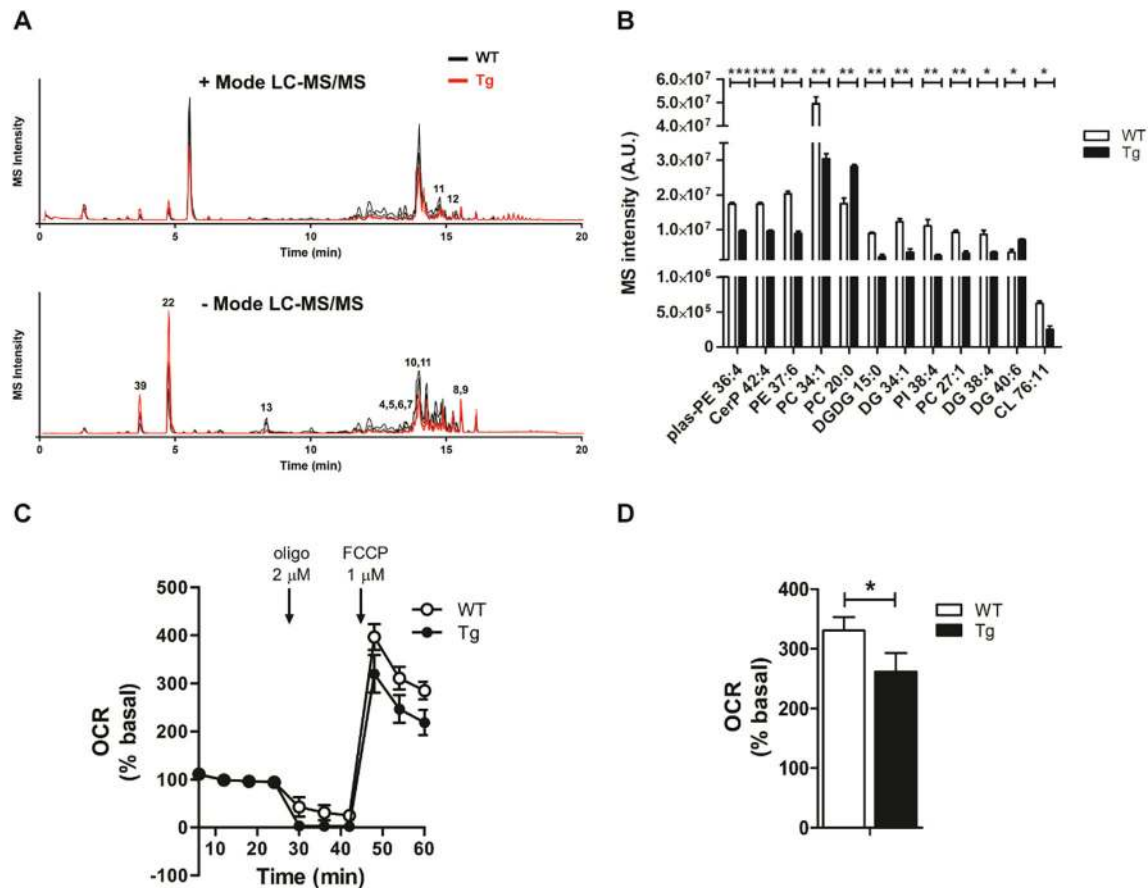 A
WT
Tg
+ Mode LC-MS/MS
MS Intensity
11
12
0 5 10 15 20
Time (min)
- Mode LC-MS/MS
MS Intensity
39
22
13
4,5,6,7
10,11
8,9
0 5 10 15 20
Time (min)
B
*** *** ** ** ** ** ** ** ** * * *
MS intensity (A.U.)
6.0×10⁷
5.0×10⁷
4.0×10⁷
3.0×10⁷
2.0×10⁷
1.0×10⁷
1.0×10⁶
5.0×10⁵
0
WT
Tg
plas-PE 36:4
CerP 42:4
PE 37:6
PC 34:1
PC 20:0
DGDG 15:0
DG 34:1
PI 38:4
PC 27:1
DG 38:4
DG 40:6
CL 76:11
C
oligo
2 μM
FCCP
1 μM
WT
Tg
OCR
(% basal)
500
400
300
200
100
0
-100
10 20 30 40 50 60
Time (min)
D
*
WT
Tg
OCR
(% basal)
400
300
200
100
0